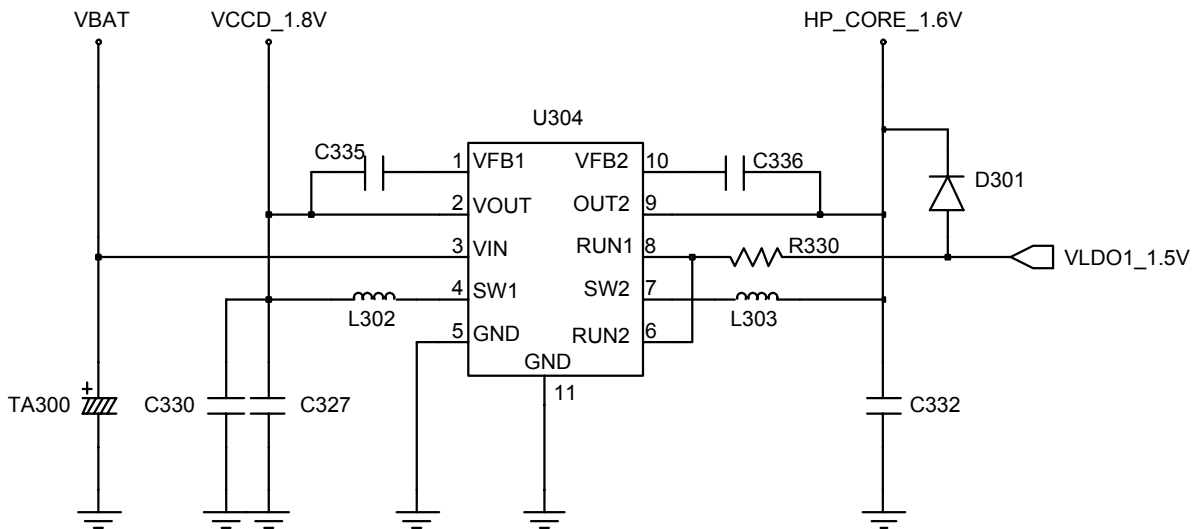 VBAT
VCCD_1.8V
HP_CORE_1.6V
U304
C335
1
VFB1
VFB2
10
C336
D301
2
VOUT
OUT2
9
3
VIN
RUN1
8
R330
VLDO1_1.5V
4
SW1
SW2
7
L302
L303
5
GND
RUN2
6
GND
11
+
TA300
C330
C327
C332